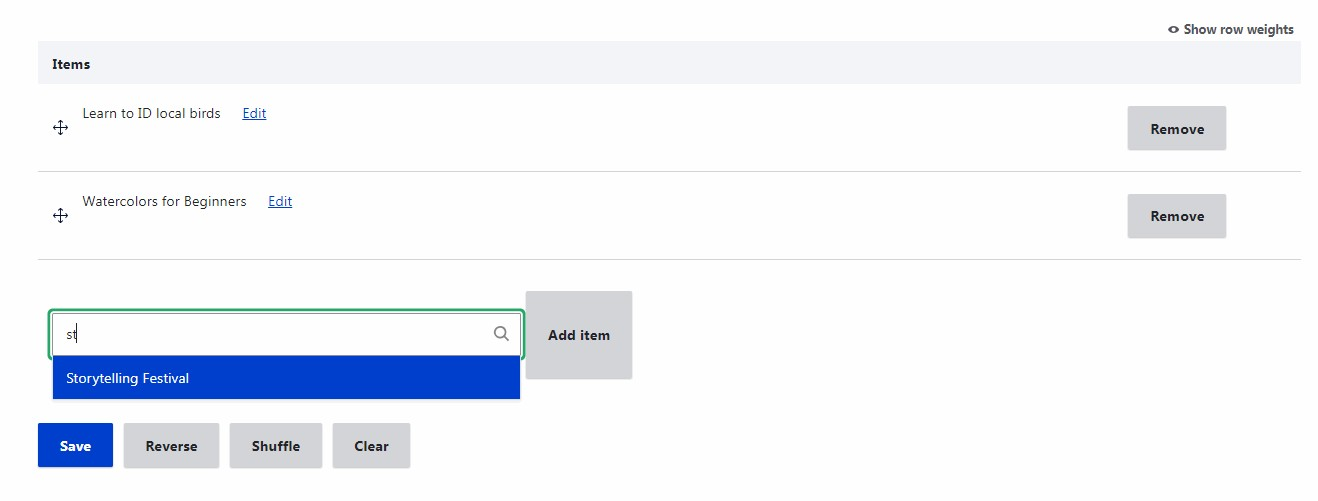 Show row weights
Items
Learn to ID local birds Edit
Remove
Watercolors for Beginners Edit
Remove
st
Add item
Storytelling Festival
Save Reverse Shuffle Clear